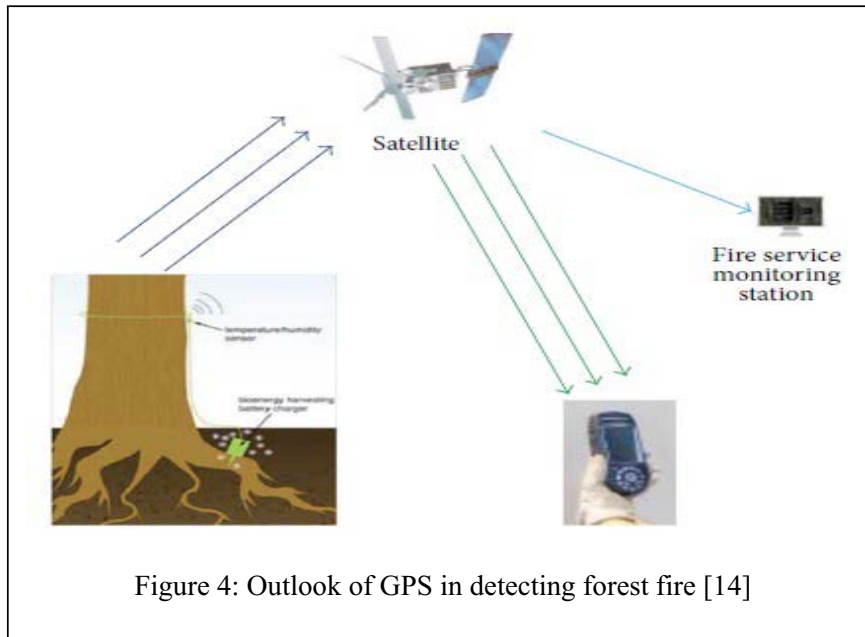 Satellite
Fire service
monitoring
station
temperature/humidity
sensor
bioenergy harvesting
battery charger
Figure 4: Outlook of GPS in detecting forest fire [14]